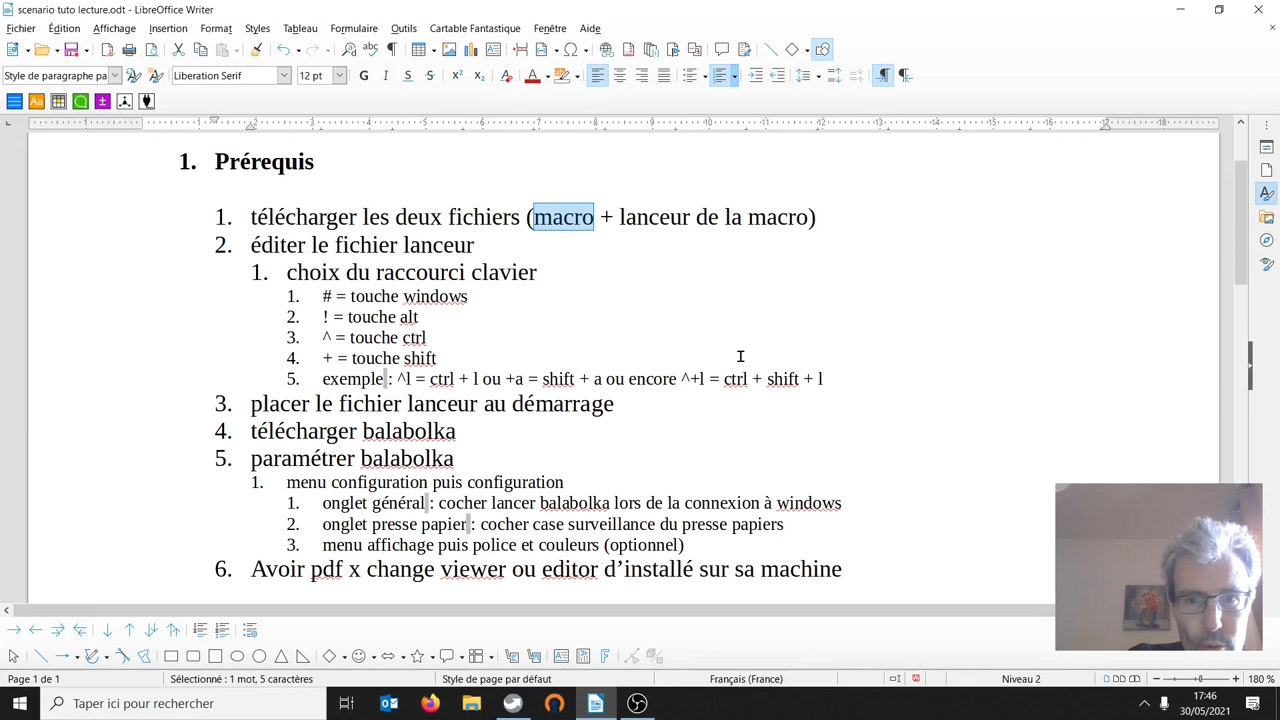 scenario tuto lecture.odt - LibreOffice Writer
Fichier Édition Affichage Insertion Format Styles Tableau Formulaire Outils Cartable Fantastique Fenêtre Aide
Style de paragraphe pa Liberation Serif 12 pt G I S S
1. Prérequis
1. télécharger les deux fichiers (macro + lanceur de la macro)
2. éditer le fichier lanceur
1. choix du raccourci clavier
1. # = touche windows
2. ! = touche alt
3. ^ = touche ctrl
4. + = touche shift
5. exemple : ^l = ctrl + l ou +a = shift + a ou encore ^+l = ctrl + shift + l
3. placer le fichier lanceur au démarrage
4. télécharger balabolka
5. paramétrer balabolka
1. menu configuration puis configuration
1. onglet général : cocher lancer balabolka lors de la connexion à windows
2. onglet presse papier : cocher case surveillance du presse papiers
3. menu affichage puis police et couleurs (optionnel)
6. Avoir pdf x change viewer ou editor d’installé sur sa machine
Page 1 de 1 Sélectionné : 1 mot, 5 caractères Style de page par défaut Français (France) Niveau 2 180 %
Taper ici pour rechercher
17:46
30/05/2021